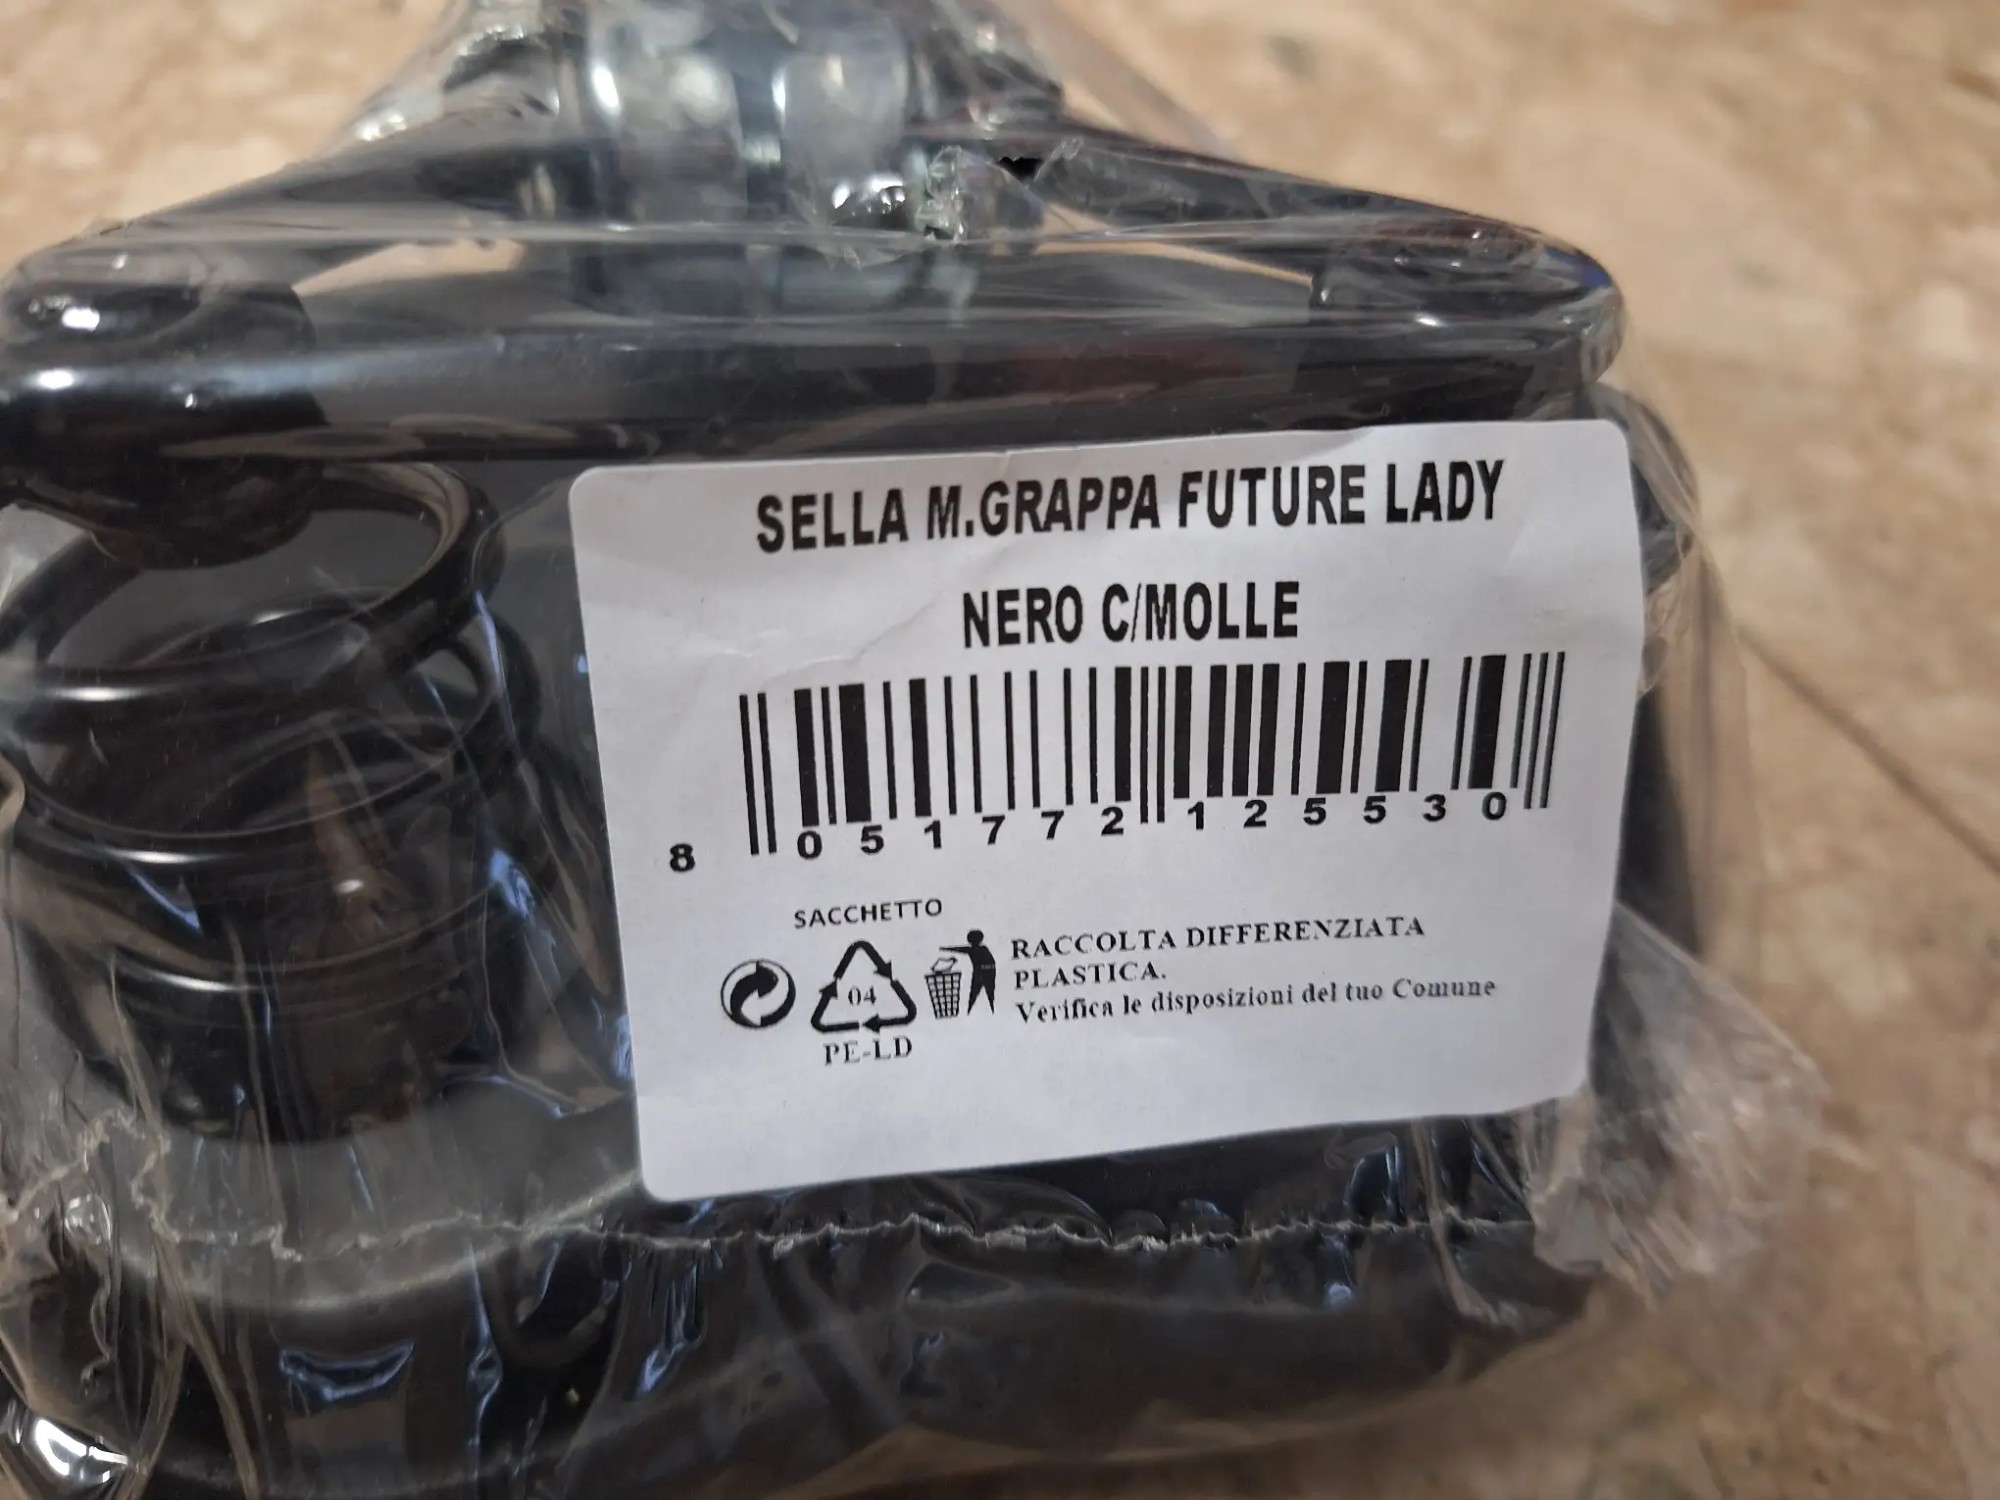 SELLA M.GRAPPA FUTURE LADY
NERO C/MOLLE
8 051772 125530
SACCHETTO
04
PE-LD
RACCOLTA DIFFERENZIATA
PLASTICA.
Verifica le disposizioni del tuo Comune